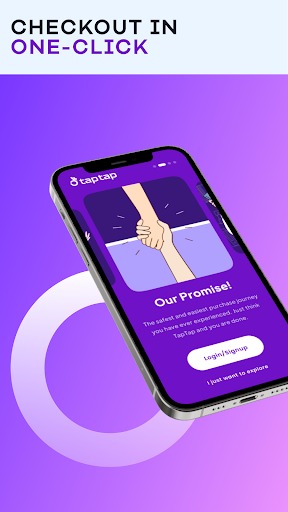 CHECKOUT IN
ONE-CLICK
taptap
Our Promise!
The safest and easiest purchase journey
you have ever experienced. Just think
TapTap and you are done.
Login/Signup
I just want to explore